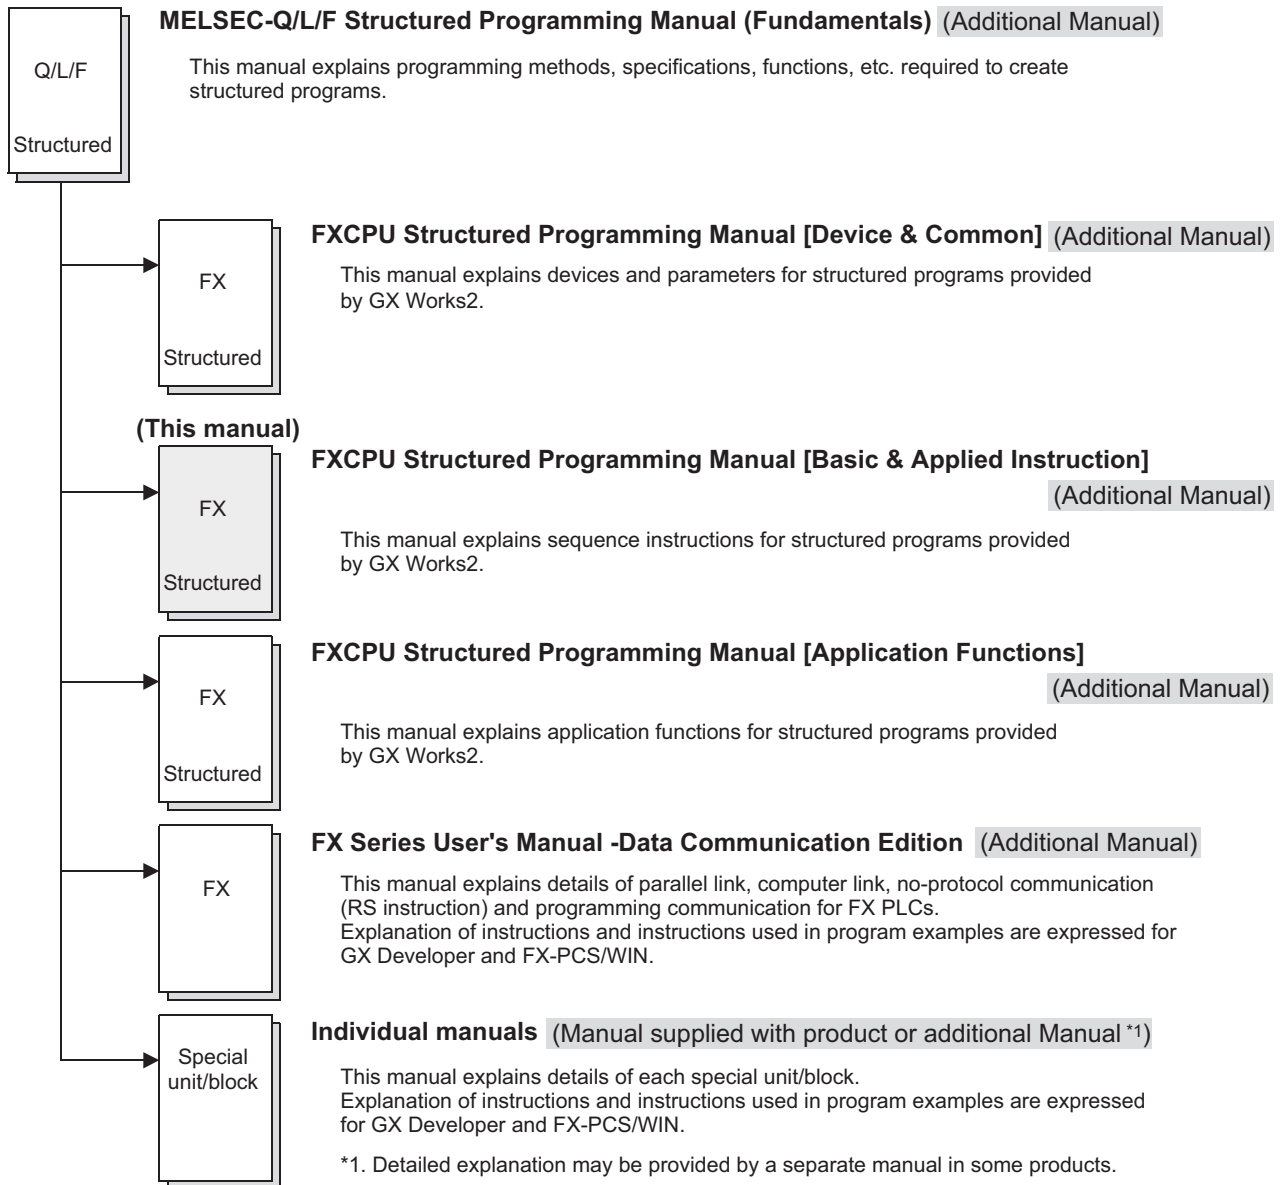 MELSEC-Q/L/F Structured Programming Manual (Fundamentals) (Additional Manual)
Q/L/F
Structured
This manual explains programming methods, specifications, functions, etc. required to create
structured programs.
FXCPU Structured Programming Manual [Device & Common] (Additional Manual)
FX
Structured
This manual explains devices and parameters for structured programs provided
by GX Works2.
(This manual)
FXCPU Structured Programming Manual [Basic & Applied Instruction]
(Additional Manual)
FX
Structured
This manual explains sequence instructions for structured programs provided
by GX Works2.
FXCPU Structured Programming Manual [Application Functions]
(Additional Manual)
FX
Structured
This manual explains application functions for structured programs provided
by GX Works2.
FX Series User's Manual -Data Communication Edition (Additional Manual)
FX
This manual explains details of parallel link, computer link, no-protocol communication
(RS instruction) and programming communication for FX PLCs.
Explanation of instructions and instructions used in program examples are expressed for
GX Developer and FX-PCS/WIN.
Individual manuals (Manual supplied with product or additional Manual *1)
Special
unit/block
This manual explains details of each special unit/block.
Explanation of instructions and instructions used in program examples are expressed
for GX Developer and FX-PCS/WIN.
*1. Detailed explanation may be provided by a separate manual in some products.